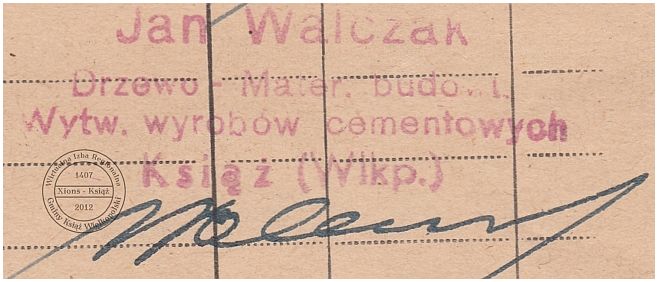 Jan Walczak
Drzewo - Mater. budowl.
Wytw. wyrobów cementowych
Książ (Wlkp.)
Wirtualna Izba Regionalna
1407
Xions - Książ
2012
Gminy Książ Wielkopolski